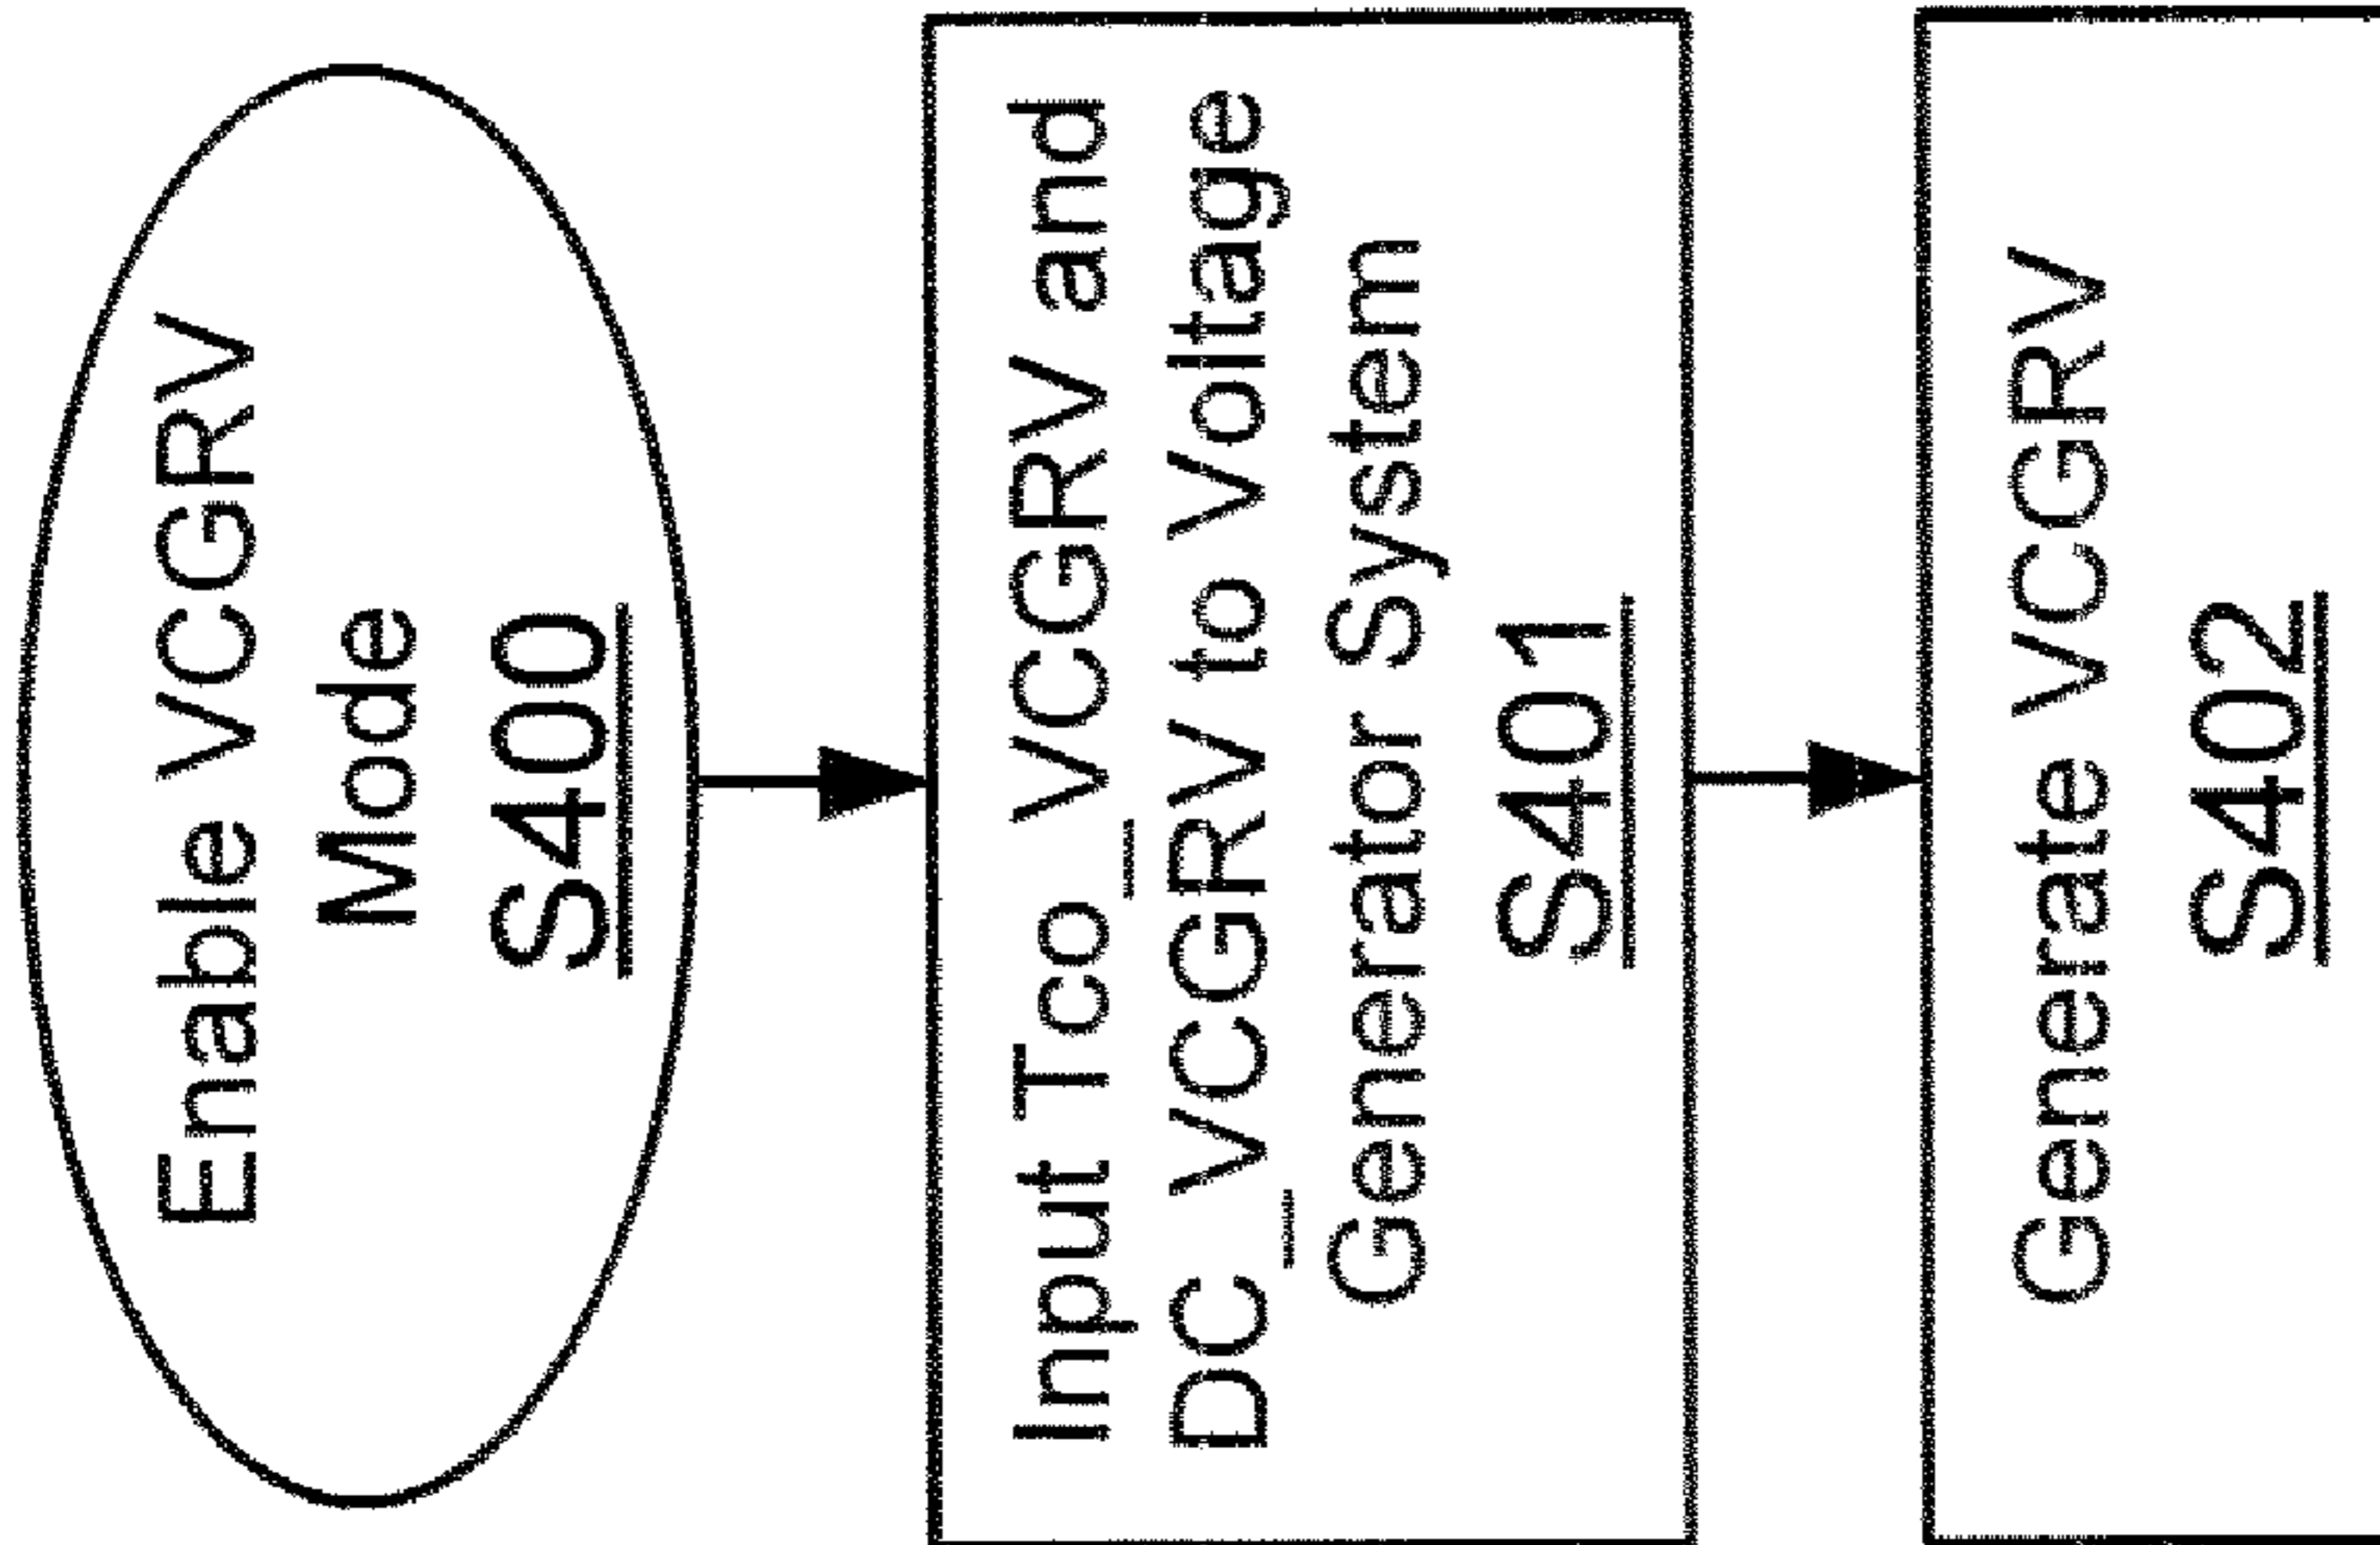 Enable VCGRV
Mode
S400
Input Tco_VCGRV and
DC_VCGRV to Voltage
Generator System
S401
Generate VCGRV
S402